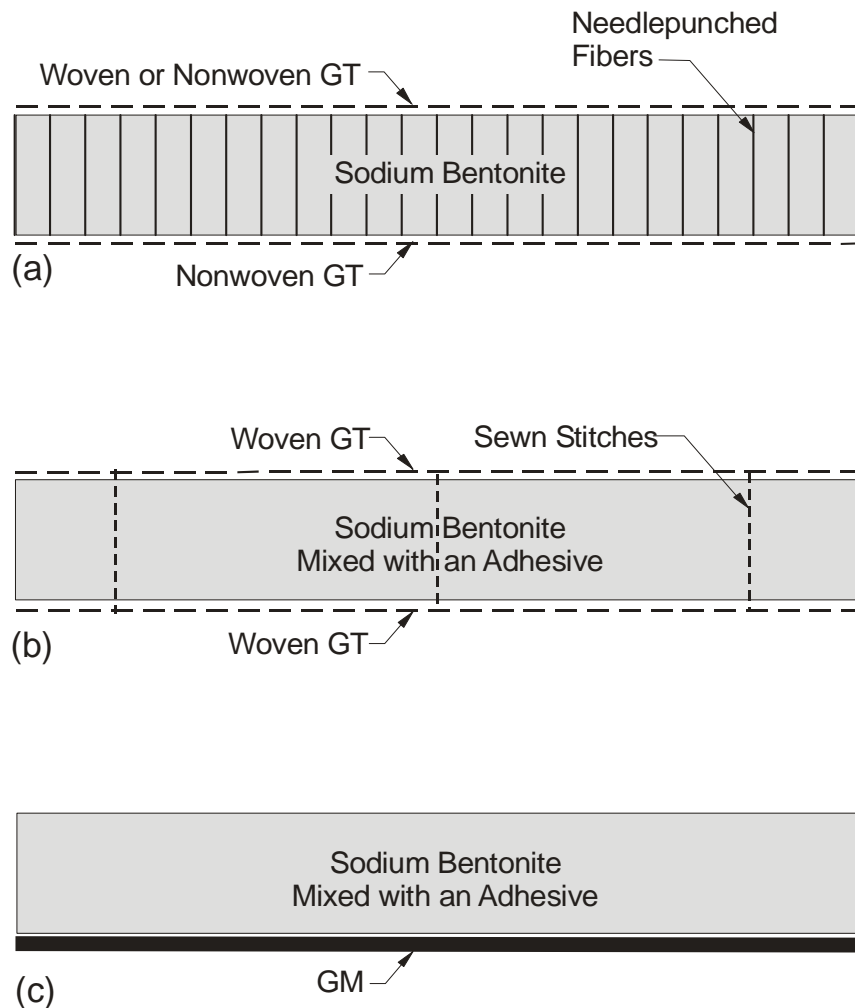 Needlepunched
Fibers
Woven or Nonwoven GT
Sodium Bentonite
(a)
Nonwoven GT
Woven GT
Sewn Stitches
Sodium Bentonite
Mixed with an Adhesive
(b)
Woven GT
Sodium Bentonite
Mixed with an Adhesive
(c)
GM